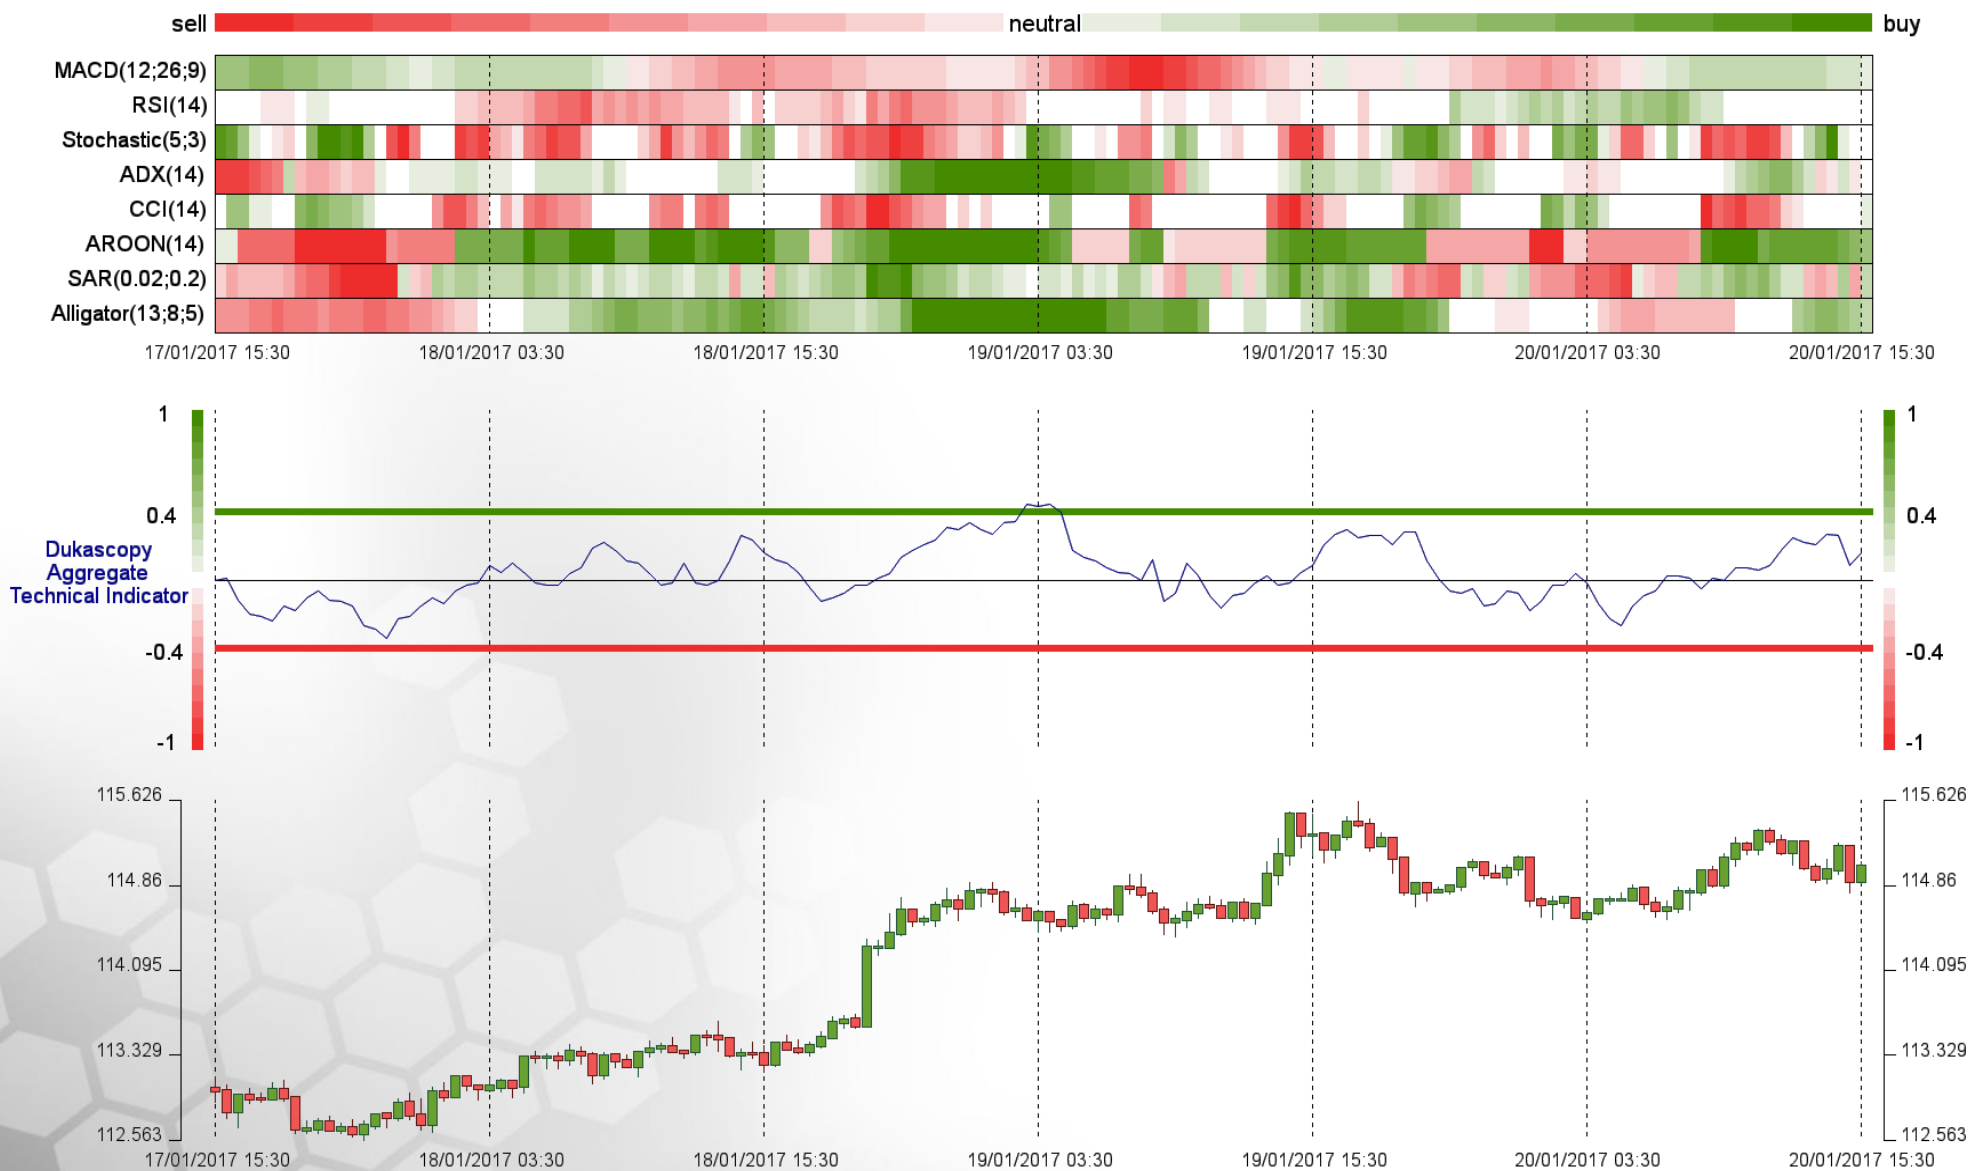 sell neutral buy
MACD(12;26;9)
RSI(14)
Stochastic(5;3)
ADX(14)
CCI(14)
AROON(14)
SAR(0.02;0.2)
Alligator(13;8;5)
17/01/2017 15:30 18/01/2017 03:30 18/01/2017 15:30 19/01/2017 03:30 19/01/2017 15:30 20/01/2017 03:30 20/01/2017 15:30
1 1
0.4 0.4
Dukascopy
Aggregate
Technical Indicator
-0.4 -0.4
-1 -1
115.626 115.626
114.86 114.86
114.095 114.095
113.329 113.329
112.563 112.563
17/01/2017 15:30 18/01/2017 03:30 18/01/2017 15:30 19/01/2017 03:30 19/01/2017 15:30 20/01/2017 03:30 20/01/2017 15:30